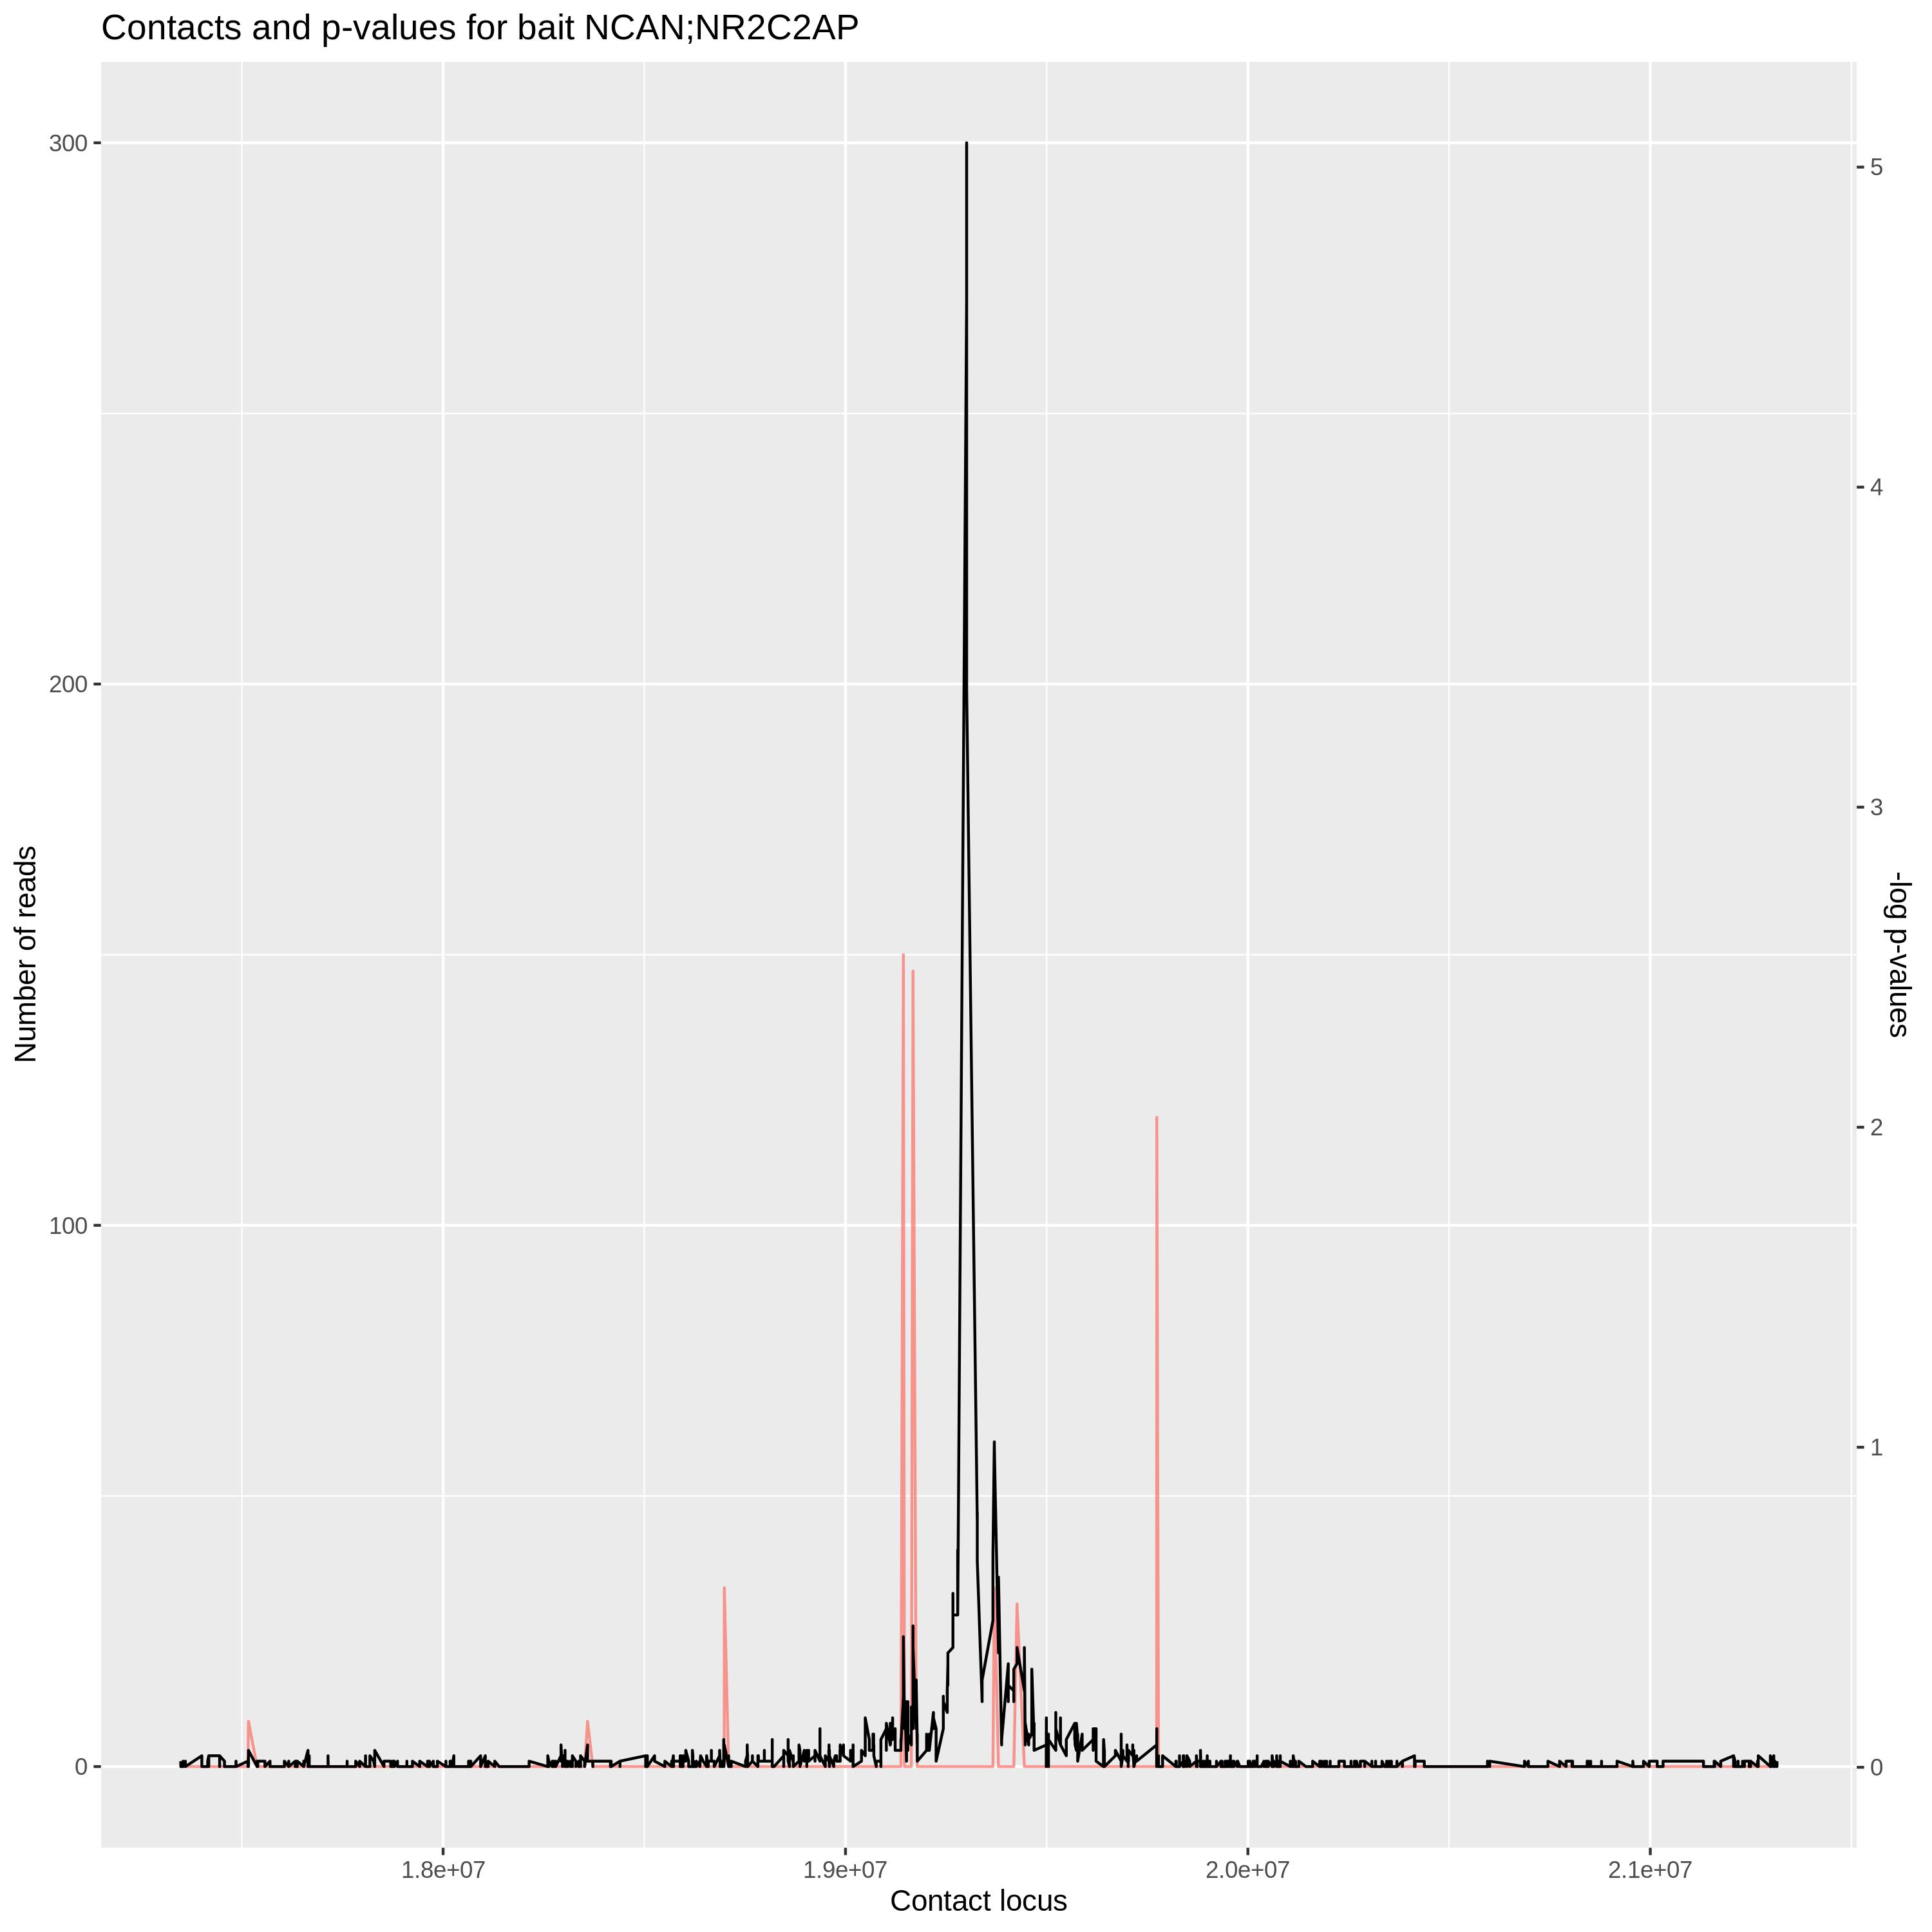 Contacts and p-values for bait NCAN;NR2C2AP
300
200
100
0
Number of reads
5
4
3
2
1
0
-log p-values
1.8e+07
1.9e+07
2.0e+07
2.1e+07
Contact locus